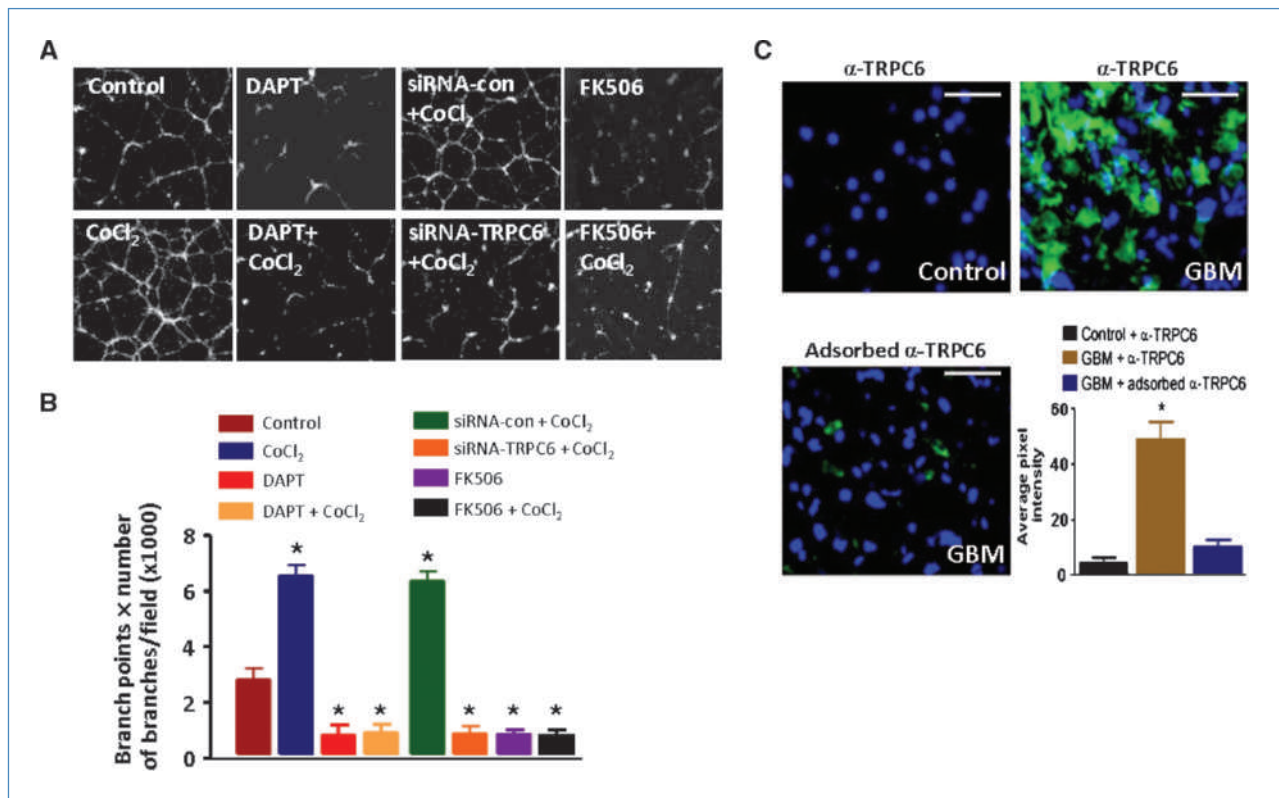 A
Control
DAPT
siRNA-con
+CoCl₂
FK506
CoCl₂
DAPT+
CoCl₂
siRNA-TRPC6
+CoCl₂
FK506+
CoCl₂
B
Control
CoCl₂
DAPT
DAPT + CoCl₂
siRNA-con + CoCl₂
siRNA-TRPC6 + CoCl₂
FK506
FK506 + CoCl₂
Branch points × number
of branches/field (x1000)
8
6
4
2
0
*
*
*
*
*
*
*
C
α-TRPC6
Control
α-TRPC6
GBM
Adsorbed α-TRPC6
GBM
Control + α-TRPC6
GBM + α-TRPC6
GBM + adsorbed α-TRPC6
Average pixel
intensity
60
40
20
0
*